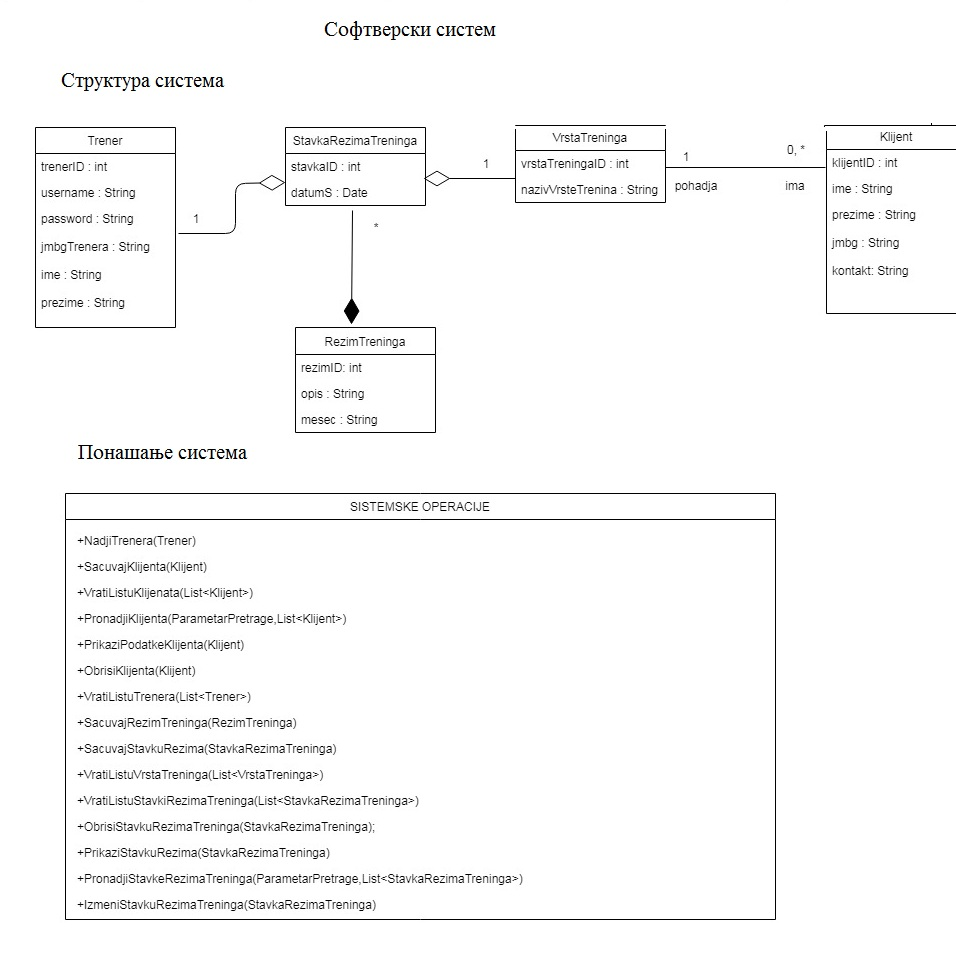 Софтверски систем
Структура система
Trener
trenerID : int
username : String
password : String
jmbgTrenera : String
ime : String
prezime : String
1
StavkaRezimaTreninga
stavkaID : int
datumS : Date
*
1
VrstaTreninga
vrstaTreningaID : int
nazivVrsteTrenina : String
1
pohadja
0, *
ima
Klijent
klijentID : int
ime : String
prezime : String
jmbg : String
kontakt: String
RezimTreninga
rezimID: int
opis : String
mesec : String
Понашање система
SISTEMSKE OPERACIJE
+NadjiTrenera(Trener)
+SacuvajKlijenta(Klijent)
+VratiListuKlijenata(List<Klijent>)
+PronadjiKlijenta(ParametarPretrage,List<Klijent>)
+PrikaziPodatkeKlijenta(Klijent)
+ObrisiKlijenta(Klijent)
+VratiListuTrenera(List<Trener>)
+SacuvajRezimTreninga(RezimTreninga)
+SacuvajStavkuRezima(StavkaRezimaTreninga)
+VratiListuVrstaTreninga(List<VrstaTreninga>)
+VratiListuStavkiRezimaTreninga(List<StavkaRezimaTreninga>)
+ObrisiStavkuRezimaTreninga(StavkaRezimaTreninga);
+PrikaziStavkuRezima(StavkaRezimaTreninga)
+PronadjiStavkeRezimaTreninga(ParametarPretrage,List<StavkaRezimaTreninga>)
+IzmeniStavkuRezimaTreninga(StavkaRezimaTreninga)